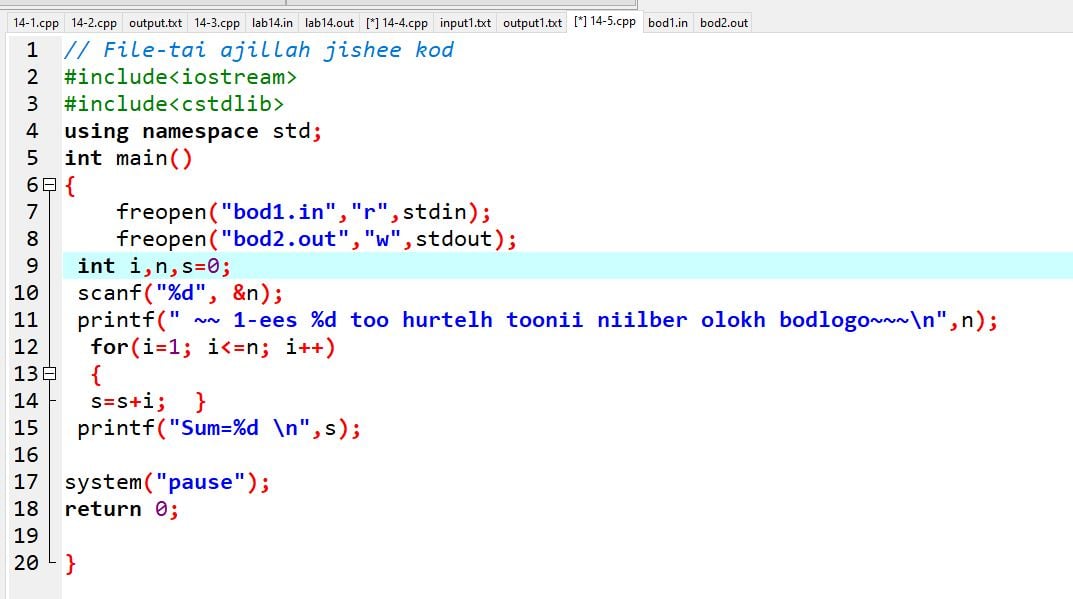 14-1.cpp 14-2.cpp output.txt 14-3.cpp lab14.in lab14.out [*] 14-4.cpp input1.txt output1.txt [*] 14-5.cpp bod1.in bod2.out
1 // File-tai ajillah jishee kod
2 #include<iostream>
3 #include<cstdlib>
4 using namespace std;
5 int main()
6 {
7 freopen("bod1.in","r",stdin);
8 freopen("bod2.out","w",stdout);
9 int i,n,s=0;
10 scanf("%d", &n);
11 printf(" ~~ 1-ees %d too hurtelh toonii niilber olokh bodlogo~~~\n",n);
12 for(i=1; i<=n; i++)
13 {
14 s=s+i; }
15 printf("Sum=%d \n",s);
16
17 system("pause");
18 return 0;
19
20 }